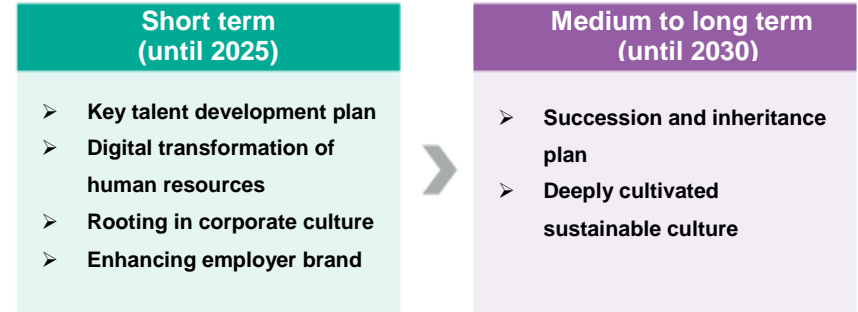 Short term
(until 2025)
➢ Key talent development plan
➢ Digital transformation of
human resources
➢ Rooting in corporate culture
➢ Enhancing employer brand
Medium to long term
(until 2030)
➢ Succession and inheritance
plan
➢ Deeply cultivated
sustainable culture